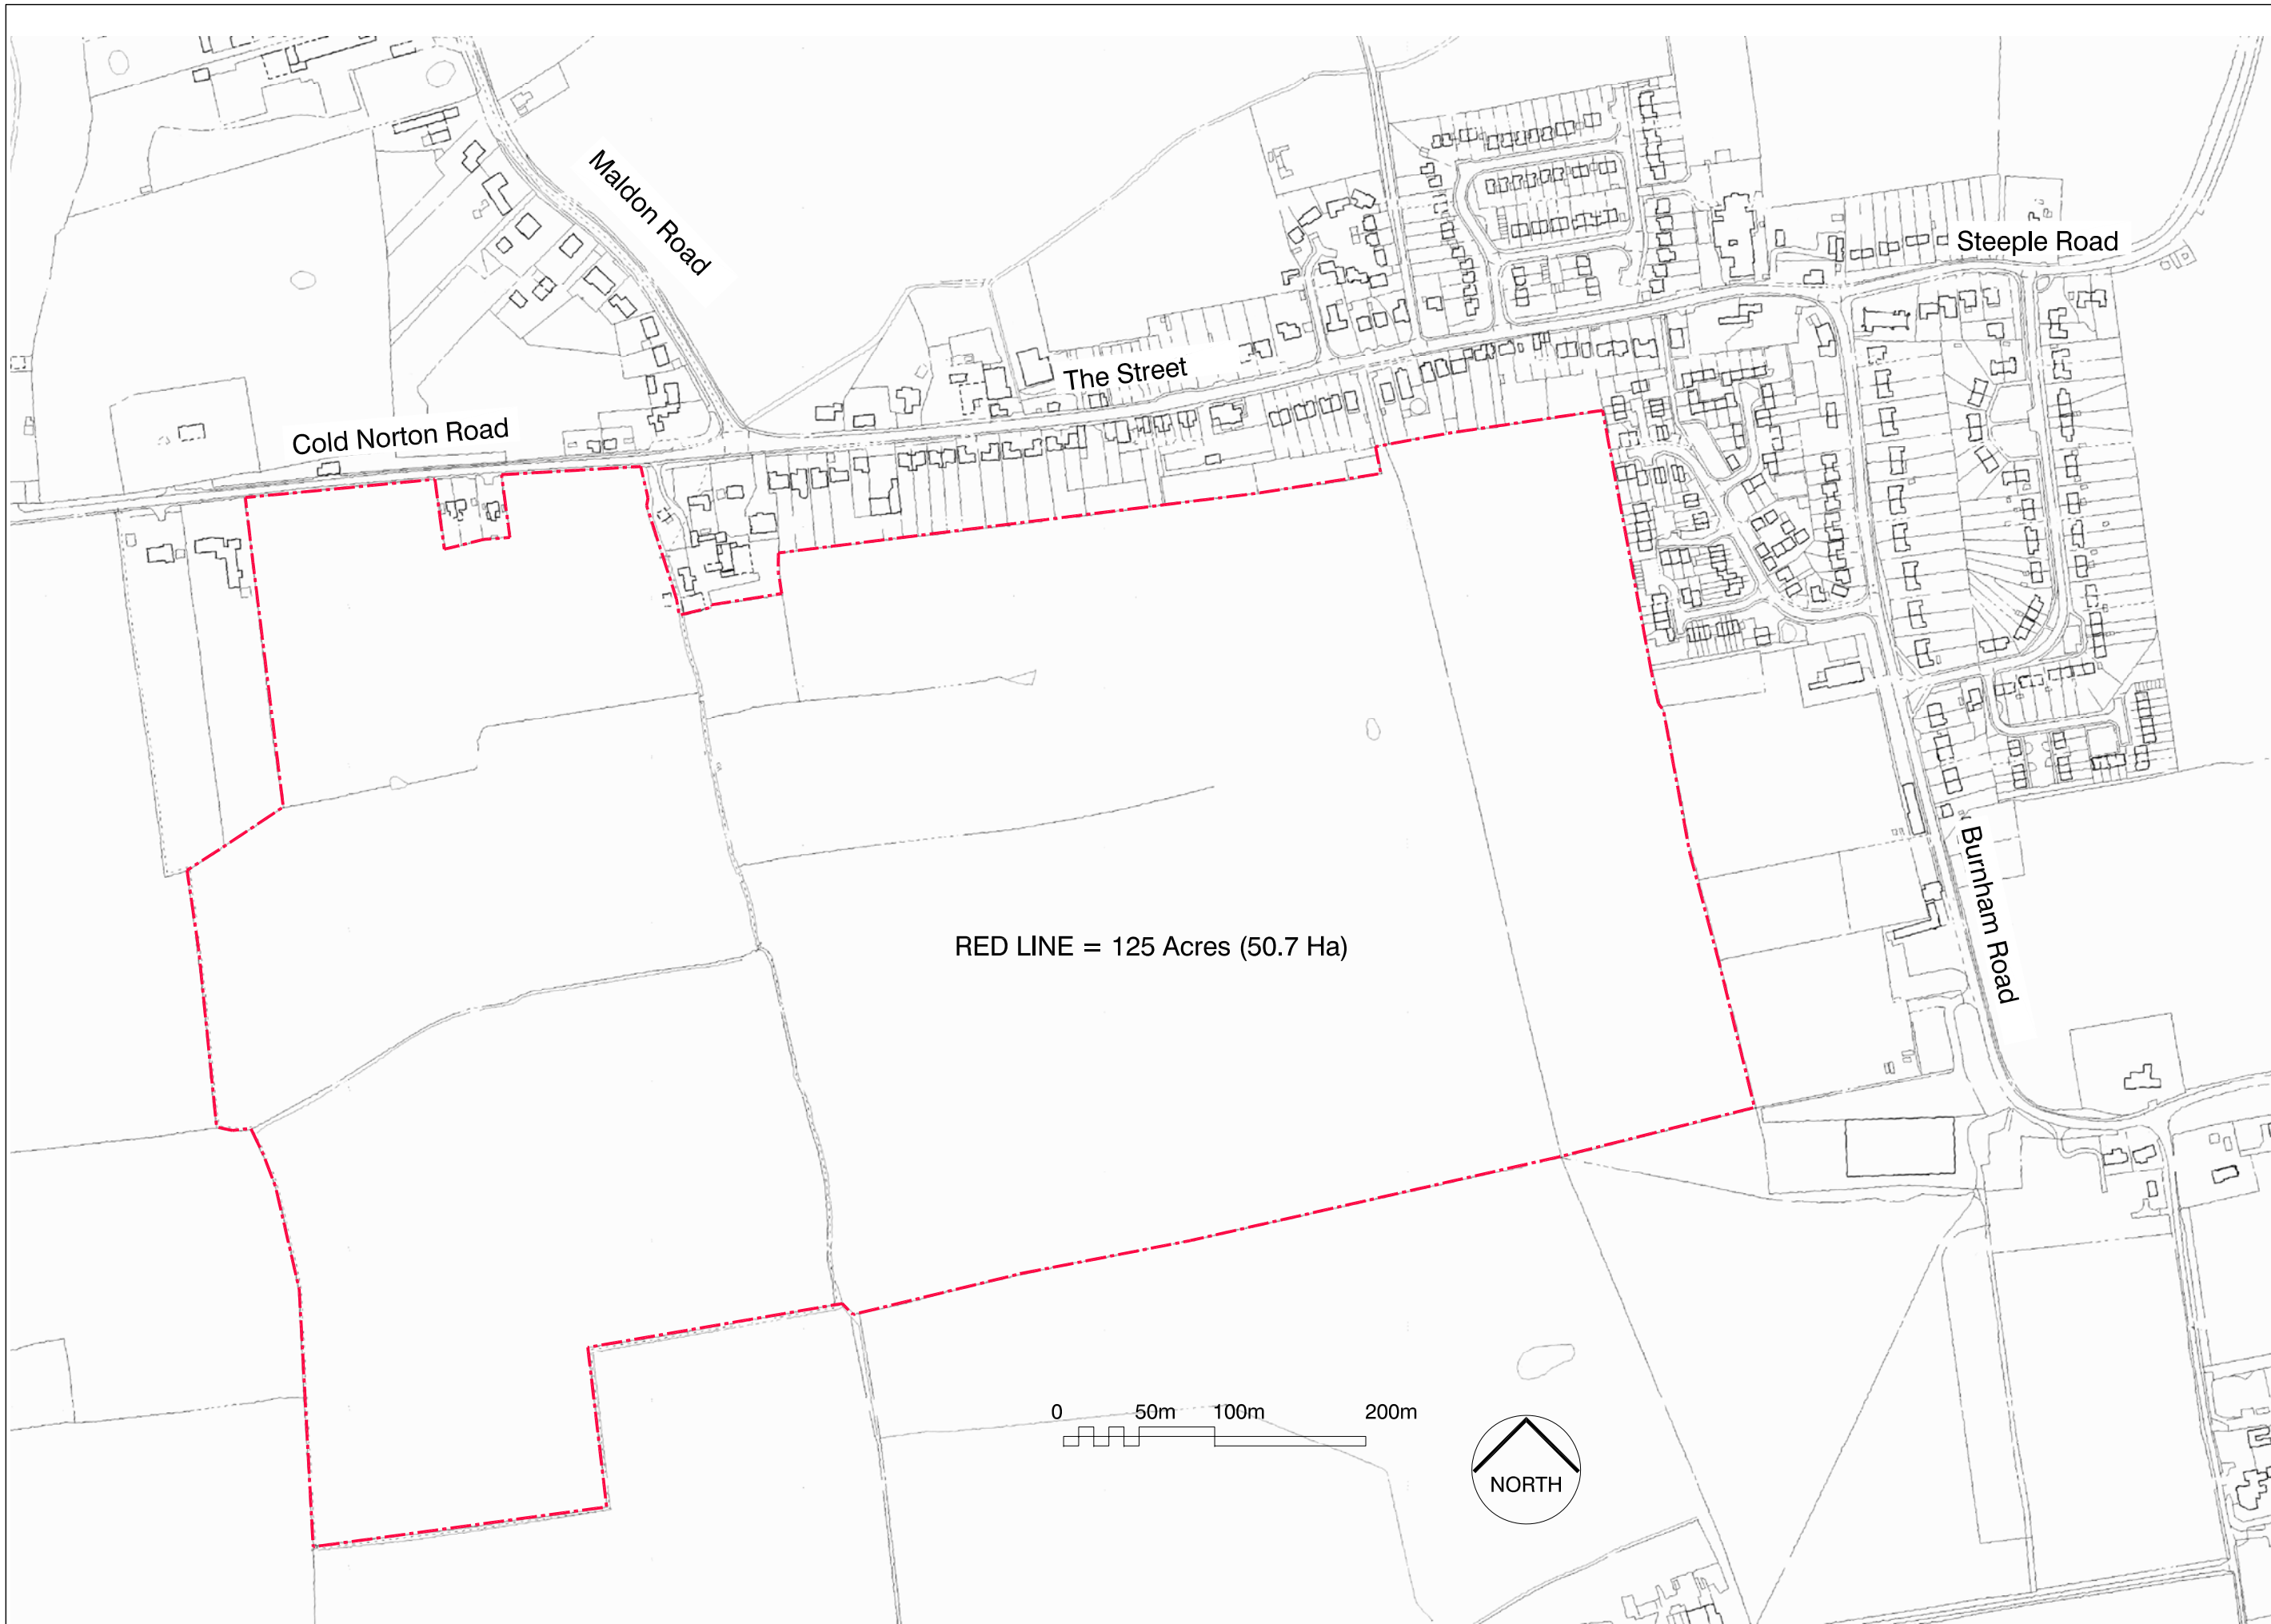 Maldon Road
Steeple Road
The Street
Cold Norton Road
Burnham Road
RED LINE = 125 Acres (50.7 Ha)
0 50m 100m 200m
NORTH